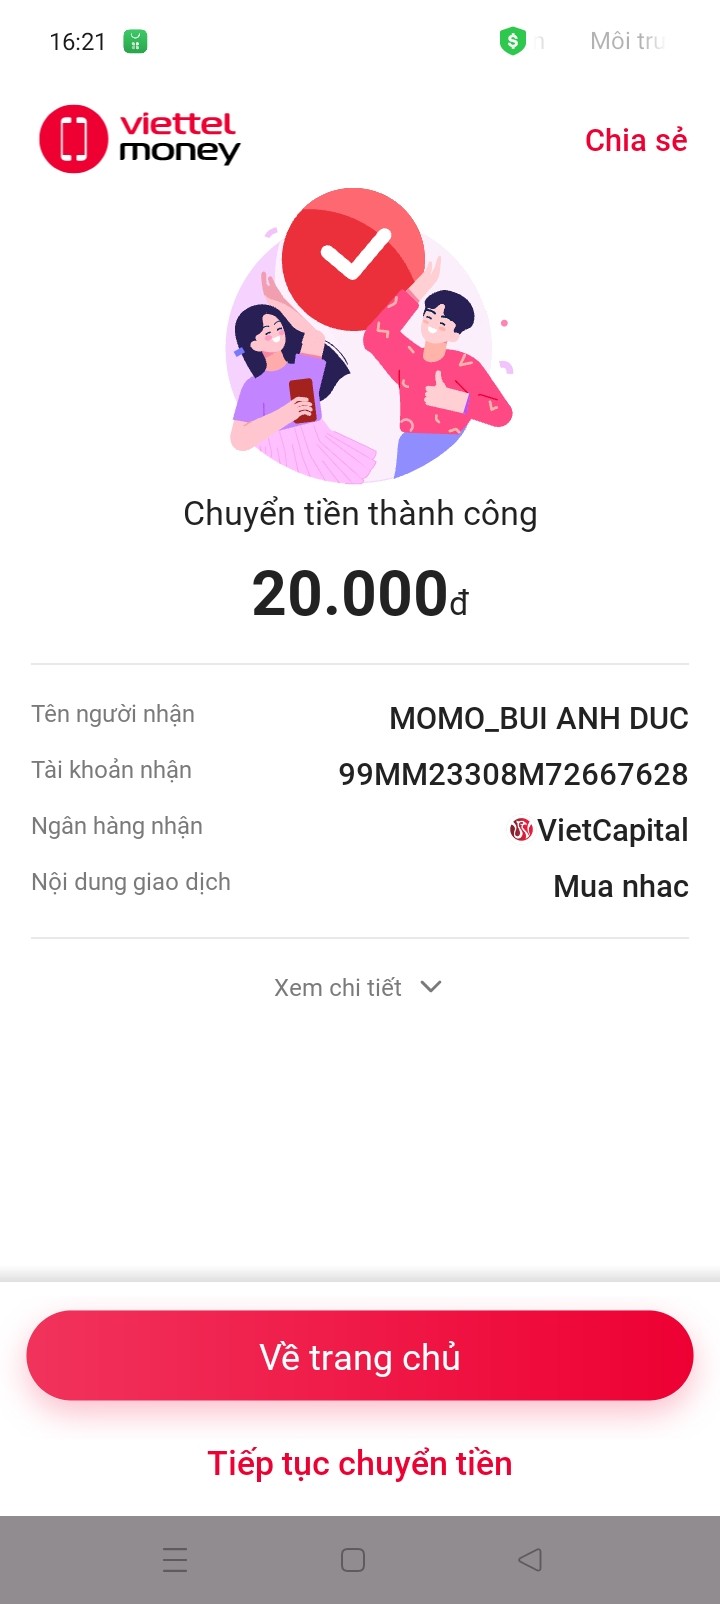 16:21
Môi trư
viettel
money
Chia sẻ
Chuyển tiền thành công
20.000đ
Tên người nhận
MOMO_BUI ANH DUC
Tài khoản nhận
99MM23308M72667628
Ngân hàng nhận
VietCapital
Nội dung giao dịch
Mua nhac
Xem chi tiết
Về trang chủ
Tiếp tục chuyển tiền